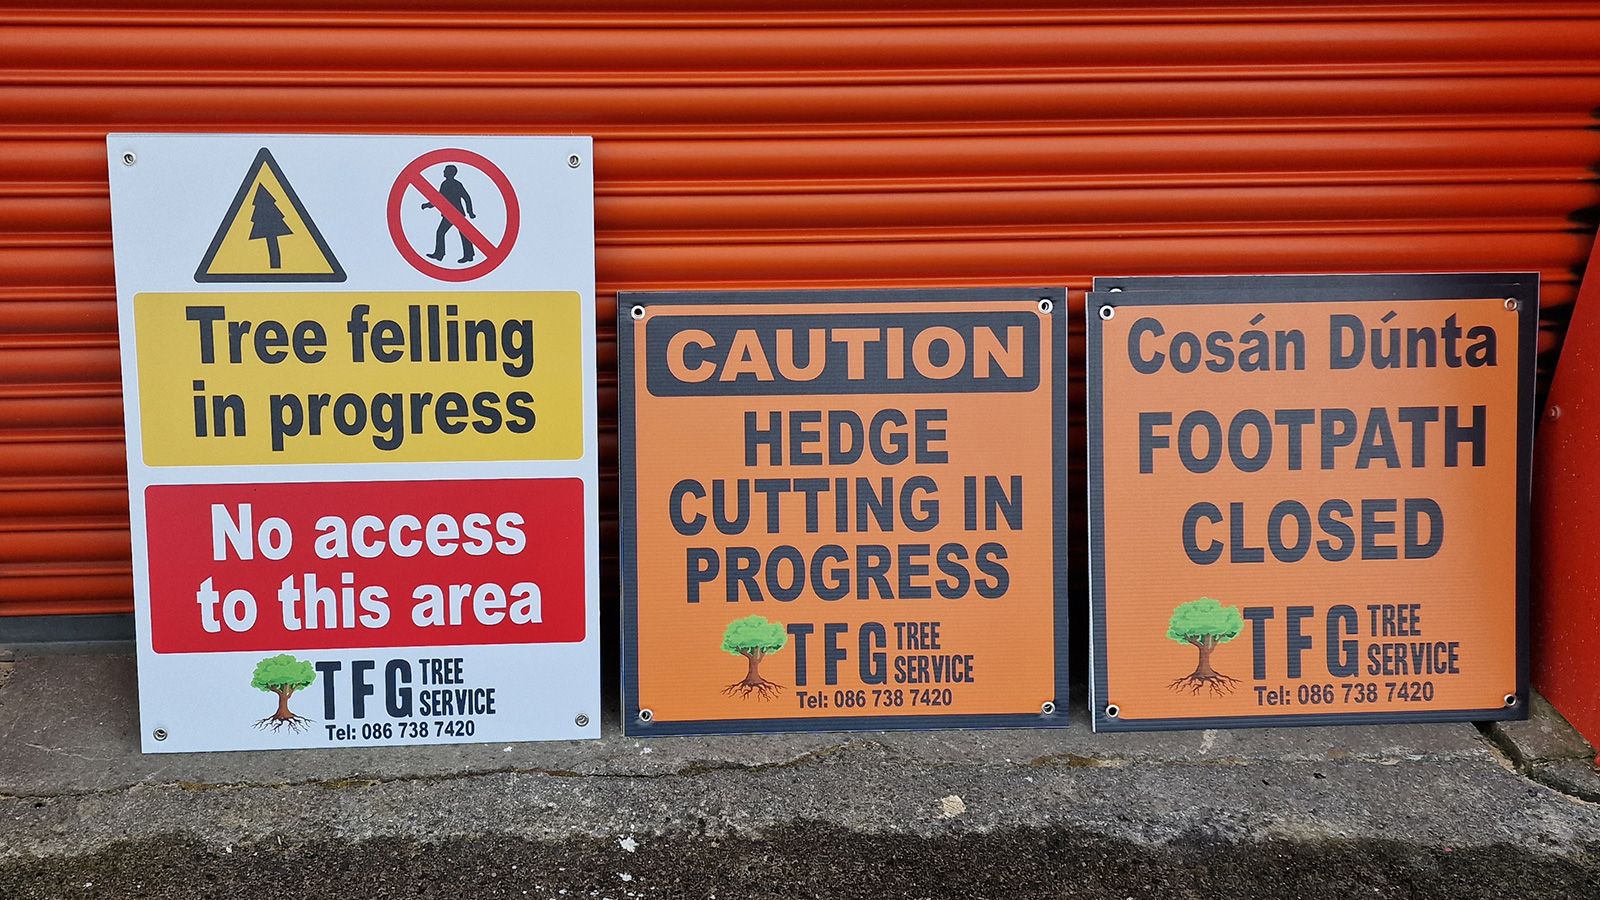 Tree felling
in progress
No access
to this area
TFG TREE
SERVICE
Tel: 086 738 7420
CAUTION
HEDGE
CUTTING IN
PROGRESS
TFG TREE
SERVICE
Tel: 086 738 7420
Cosán Dúnta
FOOTPATH
CLOSED
TFG TREE
SERVICE
Tel: 086 738 7420